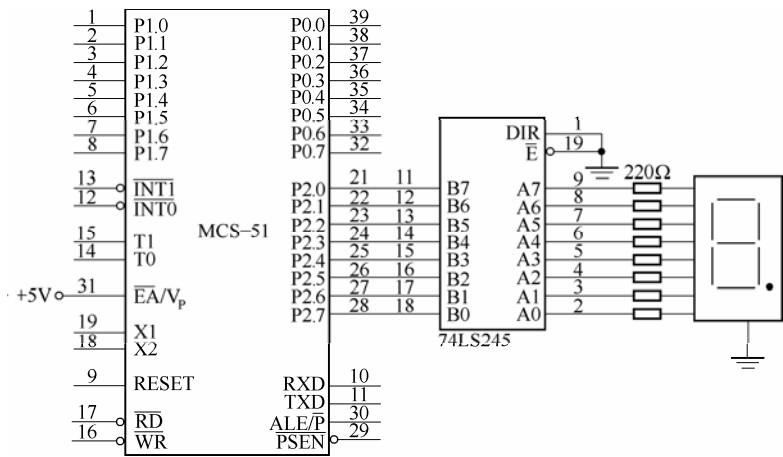 1 P1.0 P0.0 39
2 P1.1 P0.1 38
3 P1.2 P0.2 37
4 P1.3 P0.3 36
5 P1.4 P0.4 35
6 P1.5 P0.5 34
7 P1.6 P0.6 33
8 P1.7 P0.7 32
13 INT1
12 INT0
15 T1
14 T0
+5V 31 EA/VP
19 X1
18 X2
9 RESET
17 RD
16 WR
MCS-51
P2.0 21
P2.1 22
P2.2 23
P2.3 24
P2.4 25
P2.5 26
P2.6 27
P2.7 28
RXD 10
TXD 11
ALE/P 30
PSEN 29
DIR 1
E 19
11 B7 A7 9
12 B6 A6 8
13 B5 A5 7
14 B4 A4 6
15 B3 A3 5
16 B2 A2 4
17 B1 A1 3
18 B0 A0 2
74LS245
220Ω